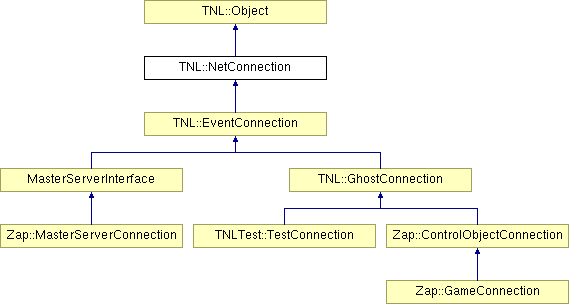 TNL::Object
TNL::NetConnection
TNL::EventConnection
MasterServerInterface
TNL::GhostConnection
Zap::MasterServerConnection
TNLTest::TestConnection
Zap::ControlObjectConnection
Zap::GameConnection